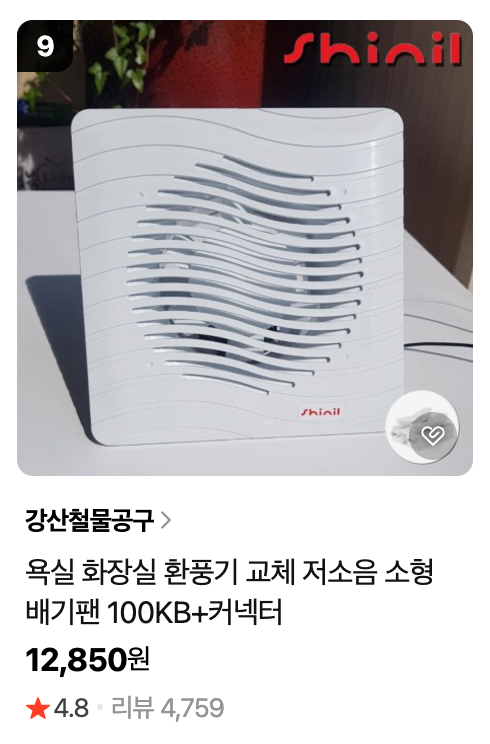 9
Shinil
Shinil
강산철물공구
욕실 화장실 환풍기 교체 저소음 소형
배기팬 100KB+커넥터
12,850원
4.8 • 리뷰 4,759